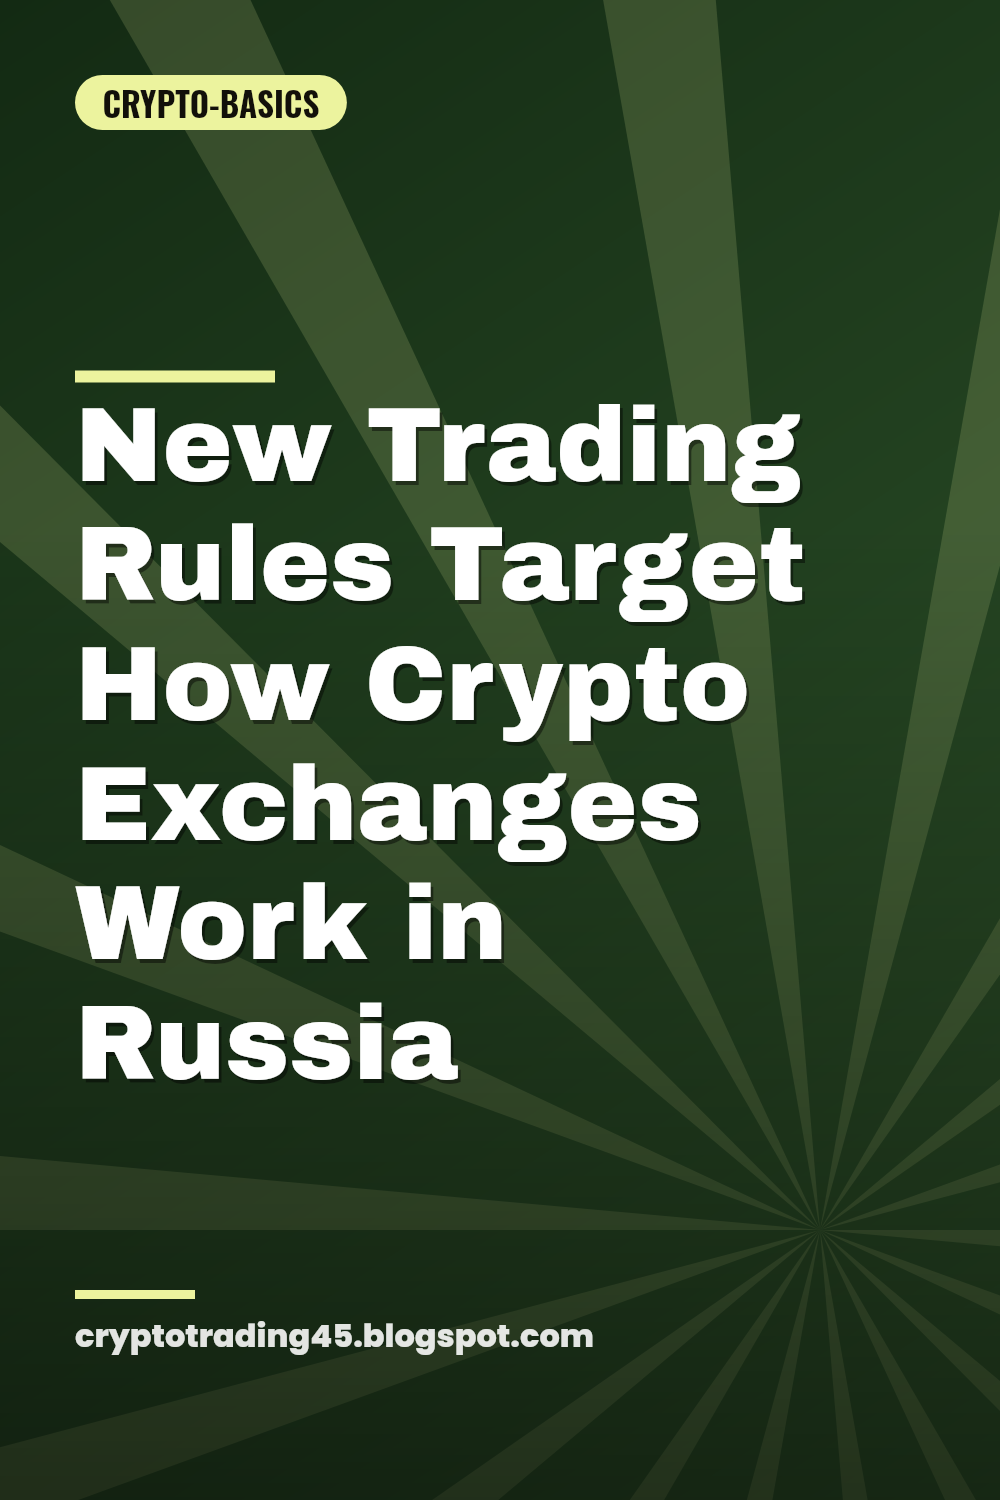 CRYPTO-BASICS
New Trading
Rules Target
How Crypto
Exchanges
Work in
Russia
cryptotrading45.blogspot.com